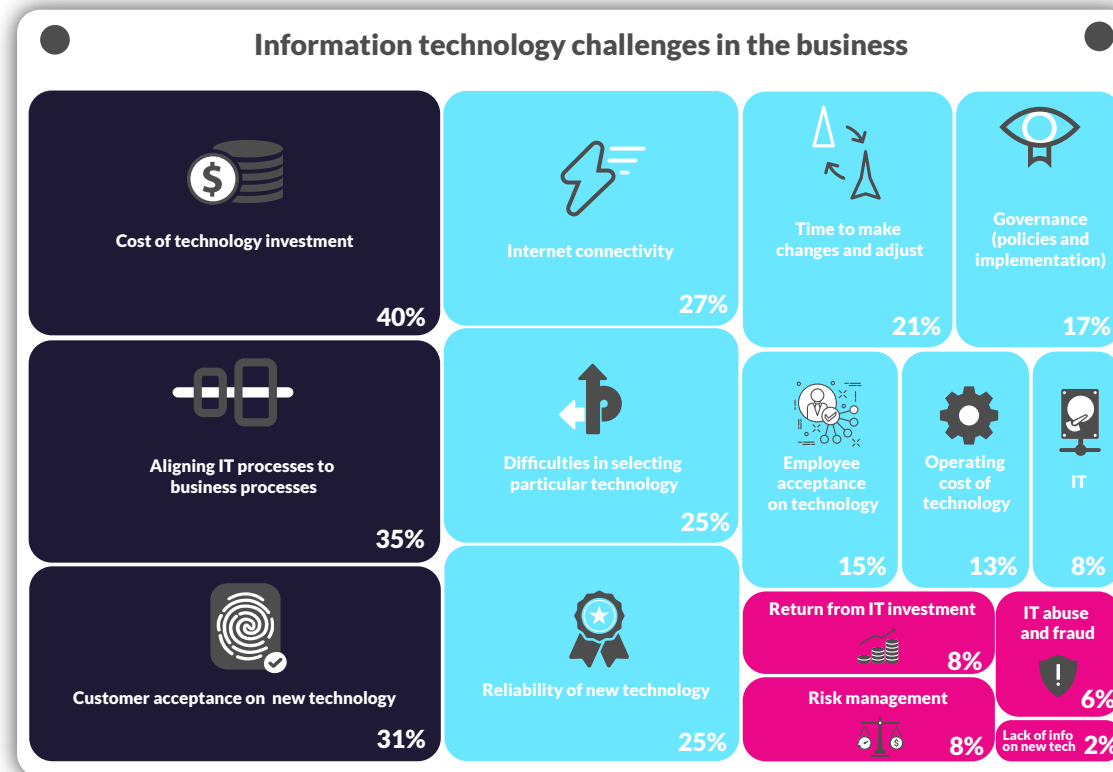 Information technology challenges in the business
$
Cost of technology investment
40%
Internet connectivity
27%
Time to make
changes and adjust
21%
Governance
(policies and
implementation)
17%
Aligning IT processes to
business processes
35%
Difficulties in selecting
particular technology
25%
Employee
acceptance
on technology
15%
Operating
cost of
technology
13%
IT
8%
Customer acceptance on new technology
31%
Reliability of new technology
25%
Return from IT investment
8%
IT abuse
and fraud
!
6%
Risk management
$
8%
Lack of info
on new tech
2%